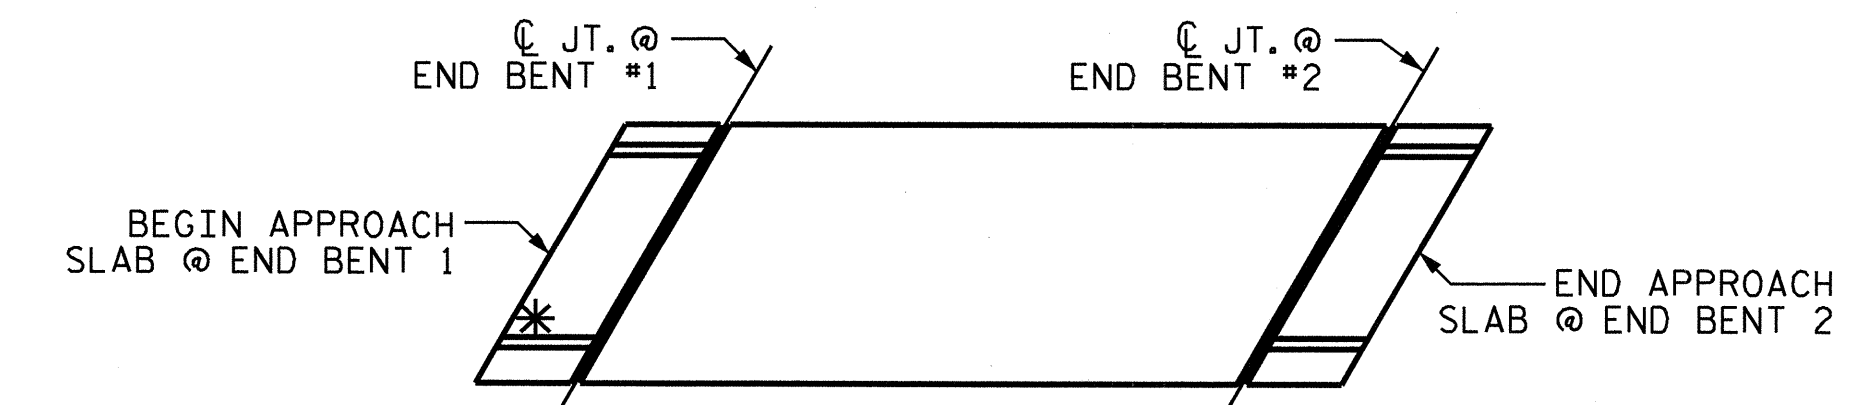 ℄ JT. @
END BENT #1
℄ JT. @
END BENT #2
BEGIN APPROACH
SLAB @ END BENT 1
END APPROACH
SLAB @ END BENT 2